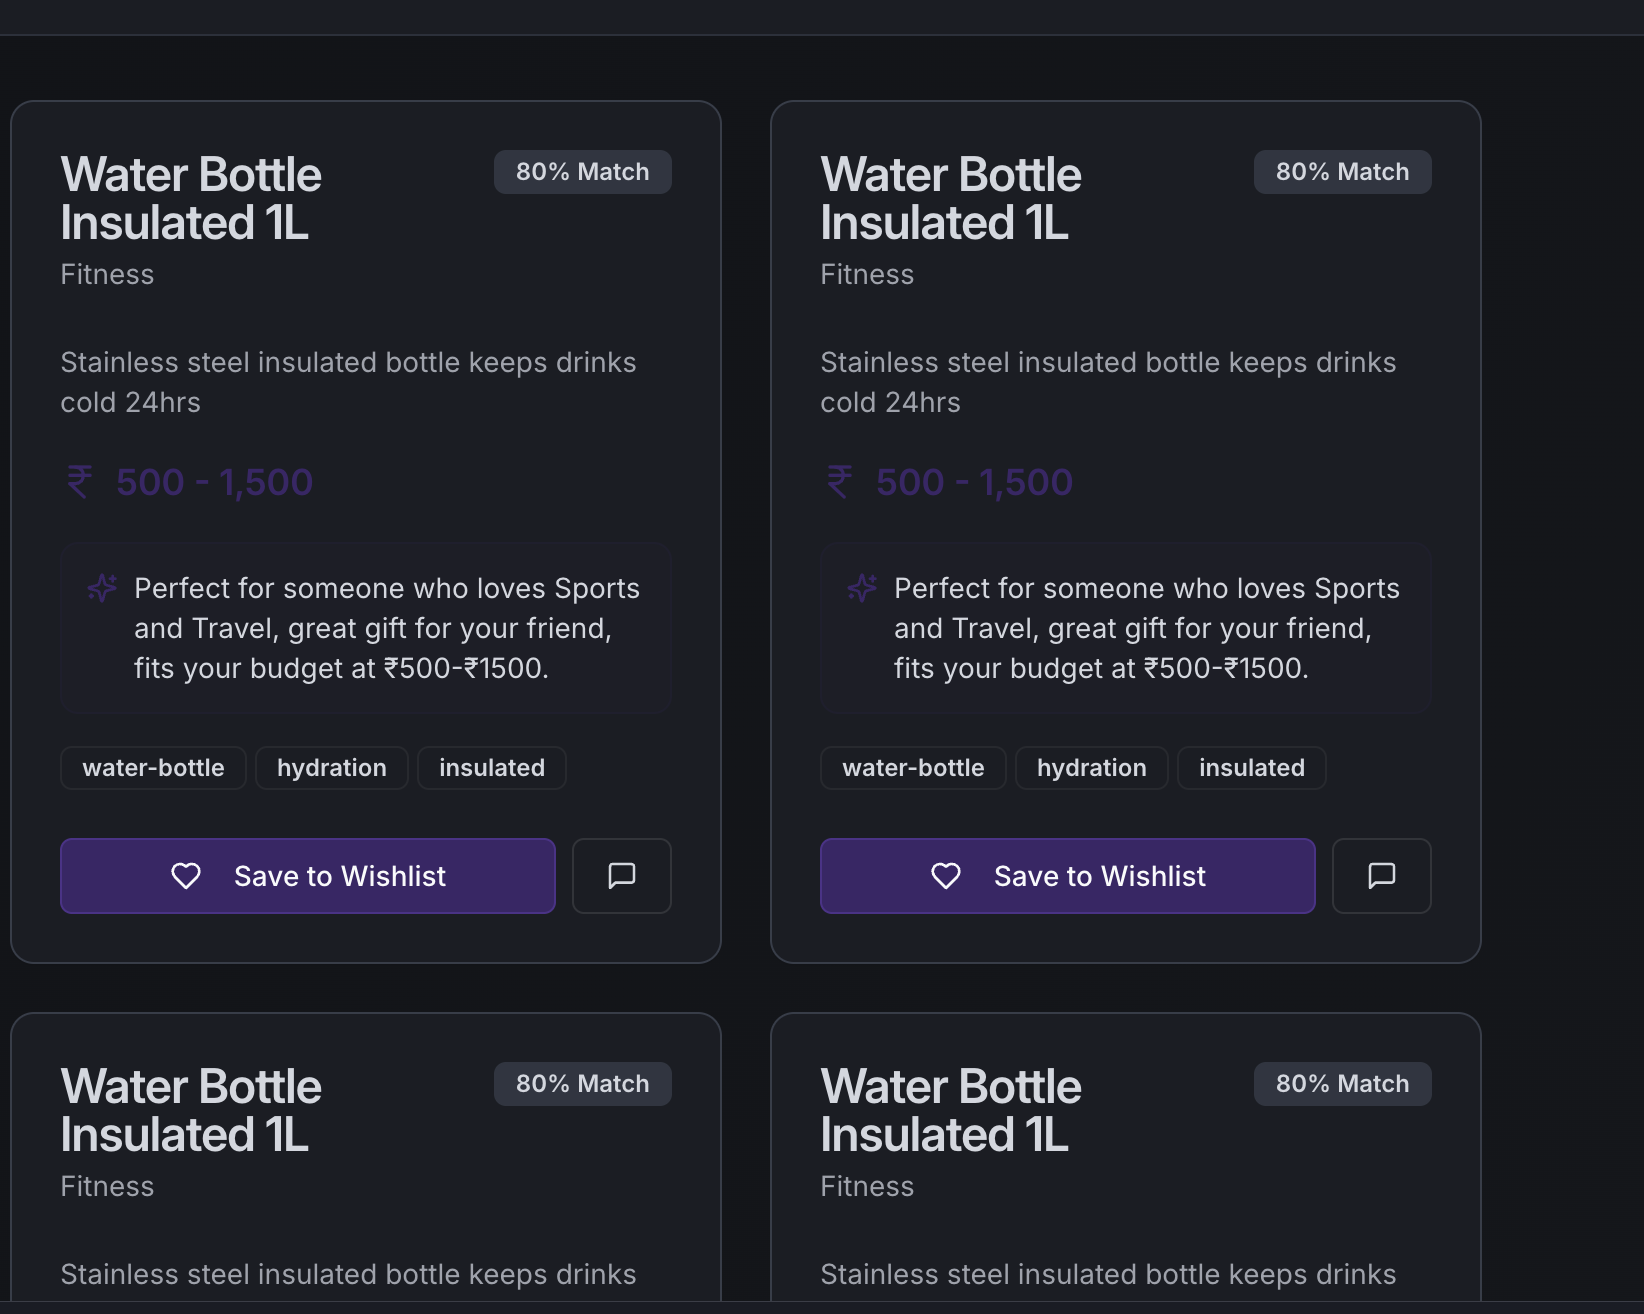 Water Bottle
Insulated 1L
80% Match
Fitness
Stainless steel insulated bottle keeps drinks
cold 24hrs
₹ 500 - 1,500
Perfect for someone who loves Sports
and Travel, great gift for your friend,
fits your budget at ₹500-₹1500.
water-bottle hydration insulated
Save to Wishlist
Water Bottle
Insulated 1L
80% Match
Fitness
Stainless steel insulated bottle keeps drinks
cold 24hrs
₹ 500 - 1,500
Perfect for someone who loves Sports
and Travel, great gift for your friend,
fits your budget at ₹500-₹1500.
water-bottle hydration insulated
Save to Wishlist
Water Bottle
Insulated 1L
80% Match
Fitness
Stainless steel insulated bottle keeps drinks
Water Bottle
Insulated 1L
80% Match
Fitness
Stainless steel insulated bottle keeps drinks